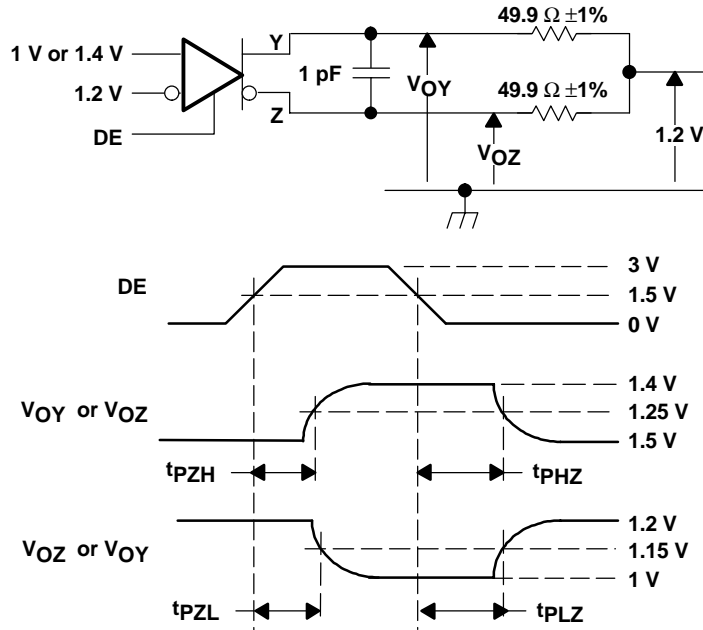 49.9 Ω ±1%
Y
1 V or 1.4 V
1 pF
VOY
49.9 Ω ±1%
1.2 V
Z
VOZ
1.2 V
DE
3 V
DE
1.5 V
0 V
1.4 V
VOY or VOZ
1.25 V
1.5 V
tPZH
tPHZ
1.2 V
VOZ or VOY
1.15 V
1 V
tPZL
tPLZ